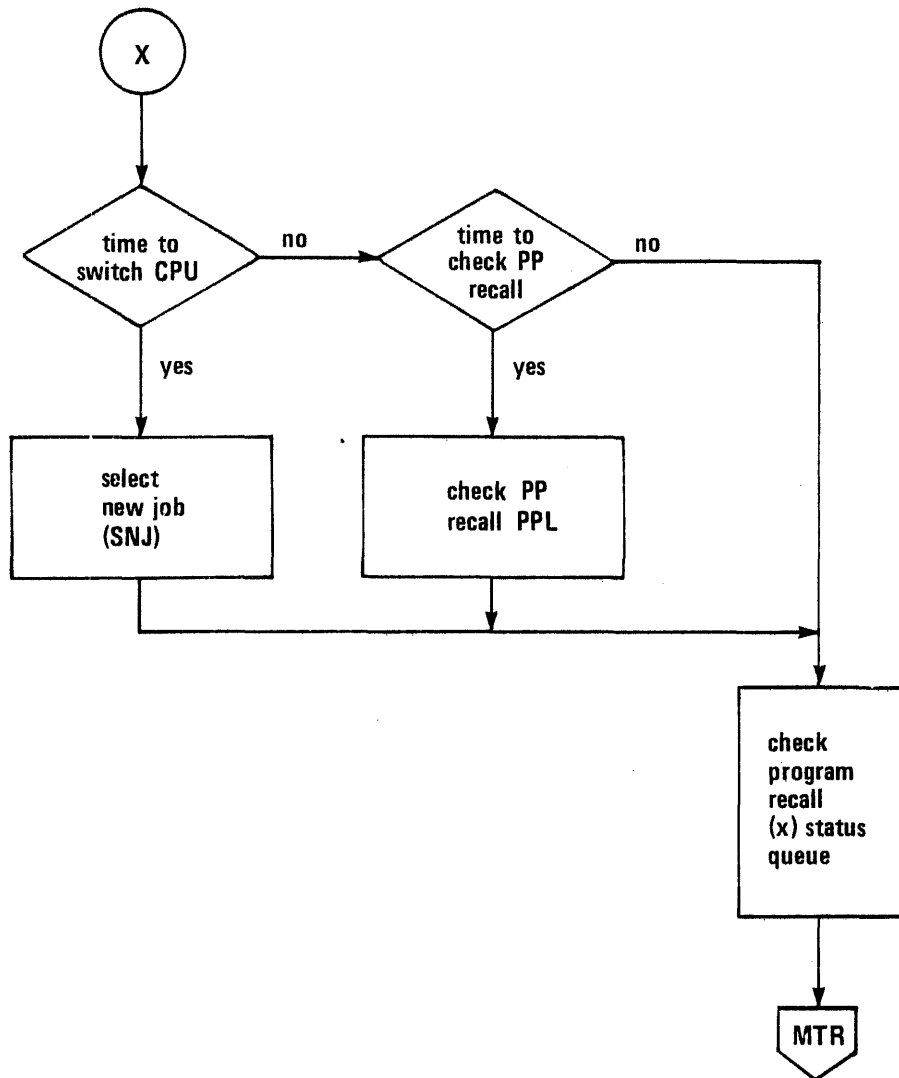 X
time to
switch CPU
no
time to
check PP
recall
no
yes
yes
select
new job
(SNJ)
check PP
recall PPL
check
program
recall
(x) status
queue
MTR